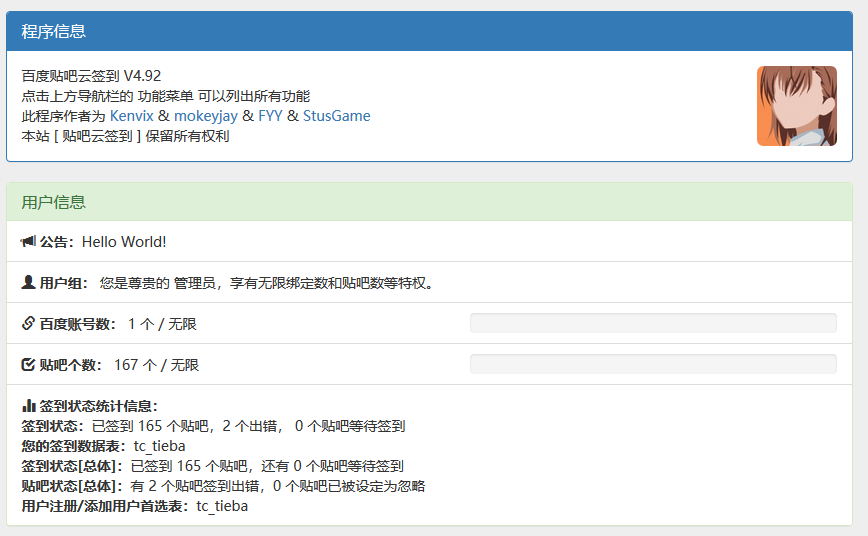 程序信息
百度贴吧云签到 V4.92
点击上方导航栏的 功能菜单 可以列出所有功能
此程序作者为 Kenvix & mokeyjay & FYY & StusGame
本站 [ 贴吧云签到 ] 保留所有权利
用户信息
公告：Hello World!
用户组： 您是尊贵的 管理员，享有无限绑定数和贴吧数等特权。
百度账号数： 1 个 / 无限
贴吧个数： 167 个 / 无限
签到状态统计信息：
签到状态：已签到 165 个贴吧，2 个出错， 0 个贴吧等待签到
您的签到数据表：tc_tieba
签到状态[总体]：已签到 165 个贴吧，还有 0 个贴吧等待签到
贴吧状态[总体]：有 2 个贴吧签到出错，0 个贴吧已被设定为忽略
用户注册/添加用户首选表：tc_tieba